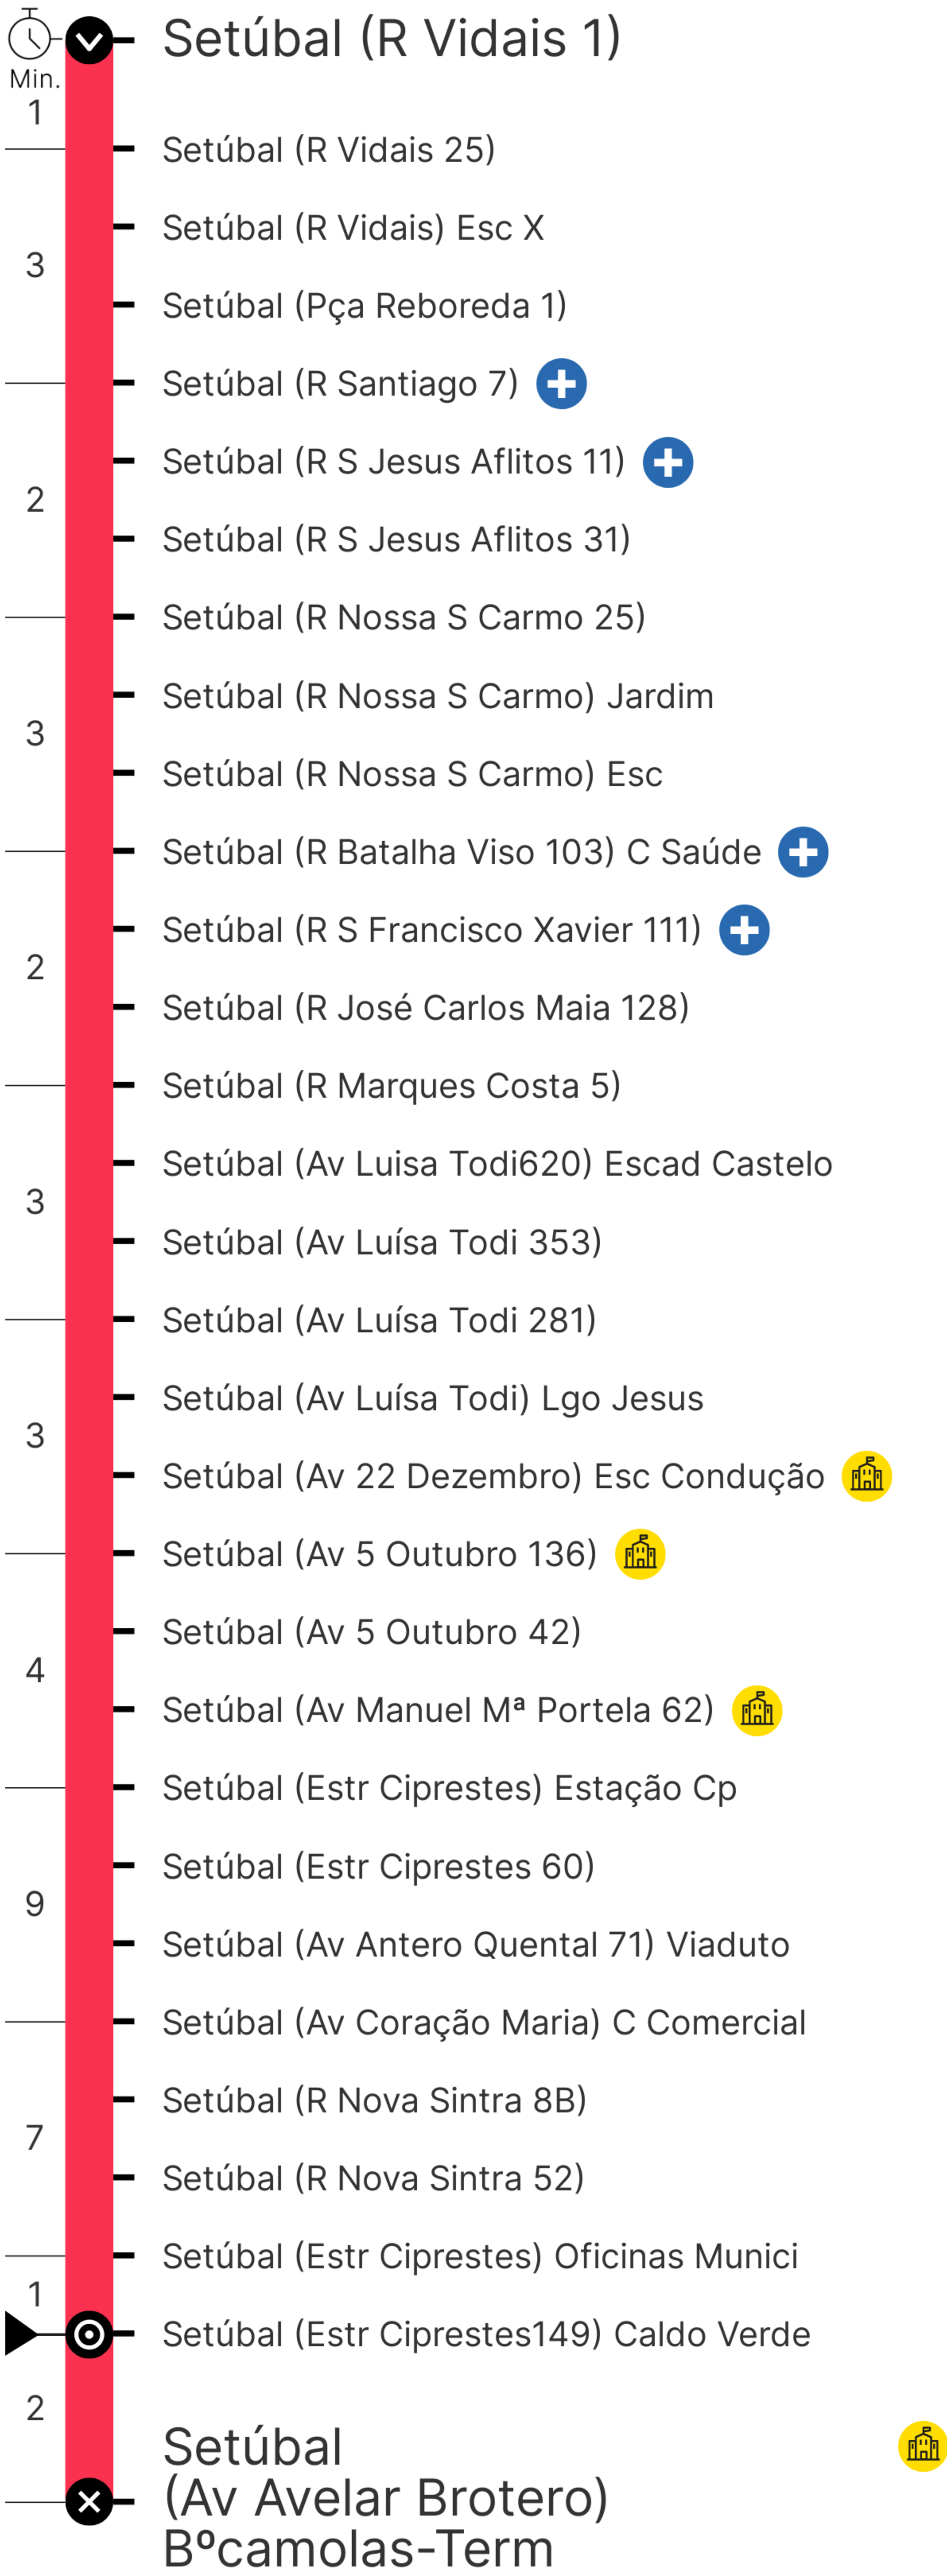 Setúbal (R Vidais 1)
Min.
1
Setúbal (R Vidais 25)
Setúbal (R Vidais) Esc X
3
Setúbal (Pça Reboreda 1)
Setúbal (R Santiago 7)
Setúbal (R S Jesus Aflitos 11)
2
Setúbal (R S Jesus Aflitos 31)
Setúbal (R Nossa S Carmo 25)
Setúbal (R Nossa S Carmo) Jardim
3
Setúbal (R Nossa S Carmo) Esc
Setúbal (R Batalha Viso 103) C Saúde
Setúbal (R S Francisco Xavier 111)
2
Setúbal (R José Carlos Maia 128)
Setúbal (R Marques Costa 5)
Setúbal (Av Luisa Todi620) Escad Castelo
3
Setúbal (Av Luísa Todi 353)
Setúbal (Av Luísa Todi 281)
Setúbal (Av Luísa Todi) Lgo Jesus
3
Setúbal (Av 22 Dezembro) Esc Condução
Setúbal (Av 5 Outubro 136)
Setúbal (Av 5 Outubro 42)
4
Setúbal (Av Manuel Mª Portela 62)
Setúbal (Estr Ciprestes) Estação Cp
Setúbal (Estr Ciprestes 60)
9
Setúbal (Av Antero Quental 71) Viaduto
Setúbal (Av Coração Maria) C Comercial
Setúbal (R Nova Sintra 8B)
7
Setúbal (R Nova Sintra 52)
Setúbal (Estr Ciprestes) Oficinas Munici
1
Setúbal (Estr Ciprestes149) Caldo Verde
2
Setúbal
(Av Avelar Brotero)
Bºcamolas-Term